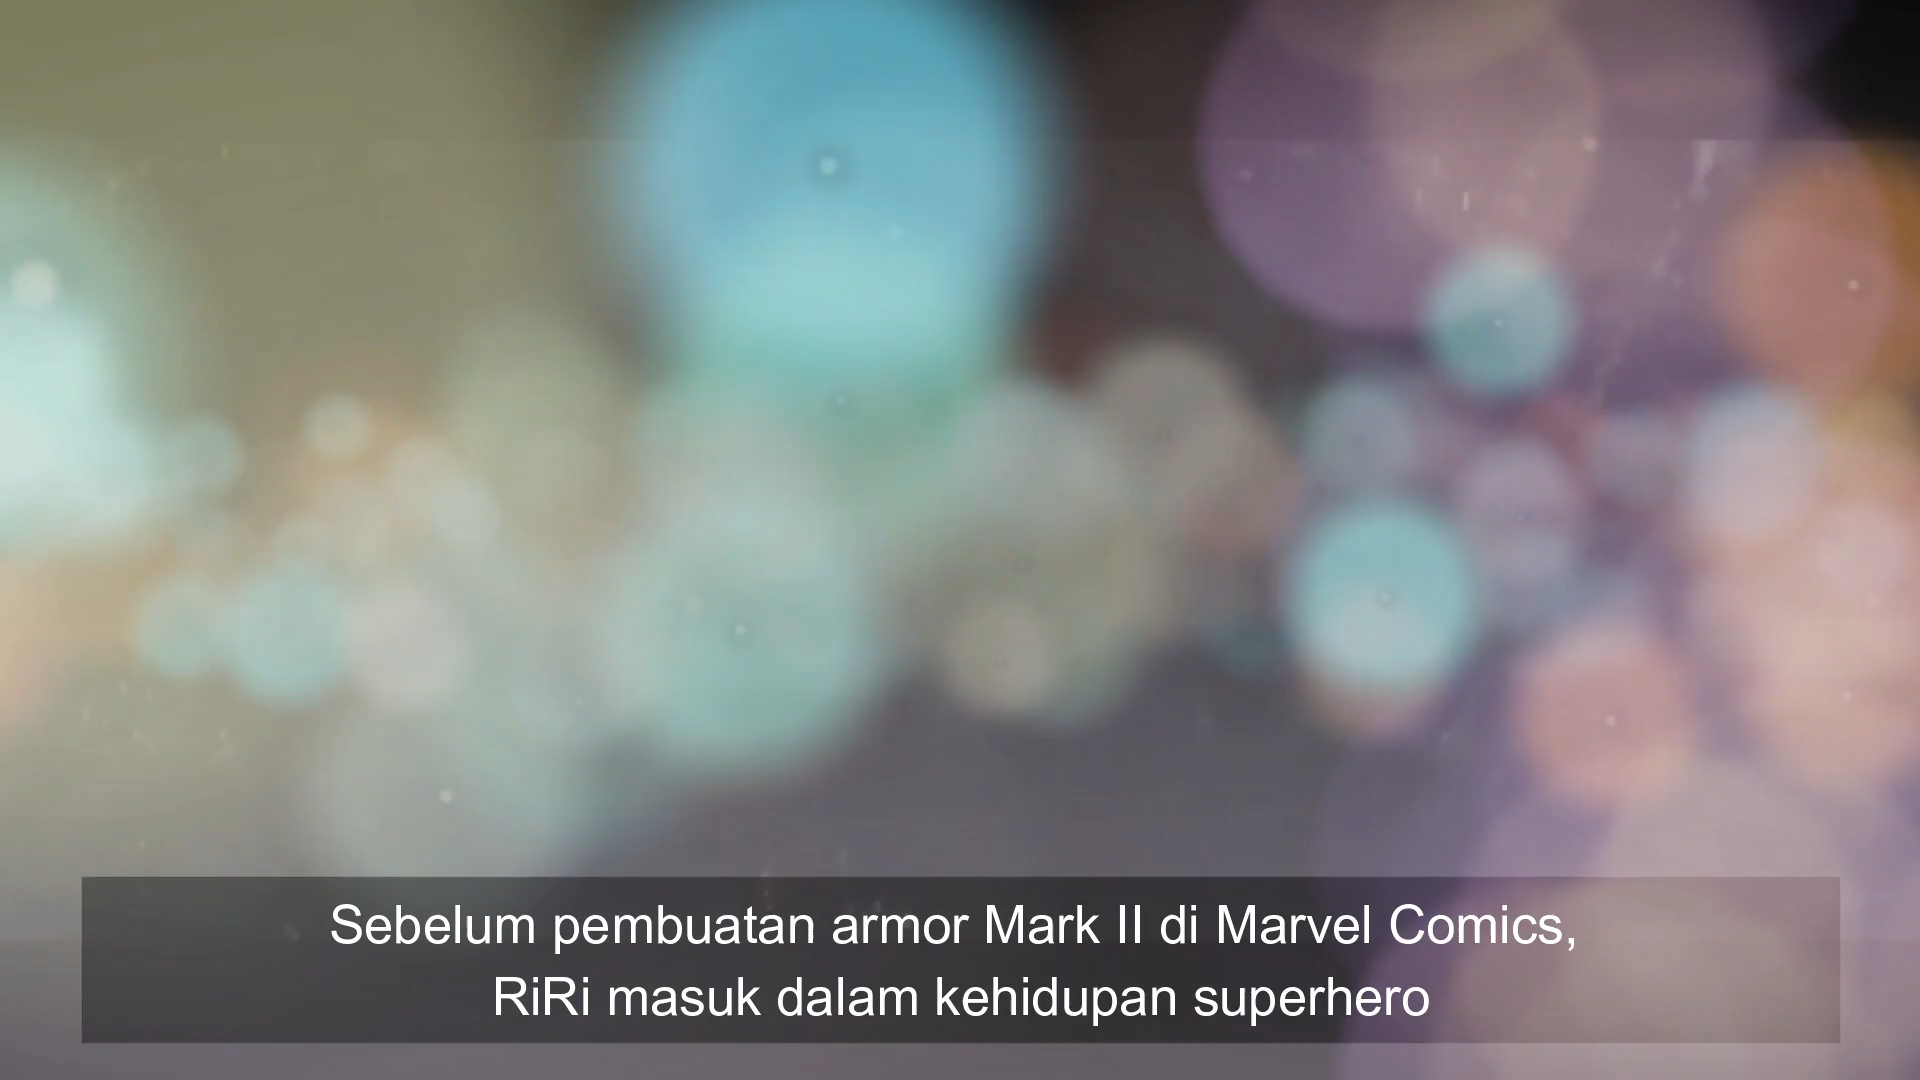 Sebelum pembuatan armor Mark II di Marvel Comics,
RiRi masuk dalam kehidupan superhero